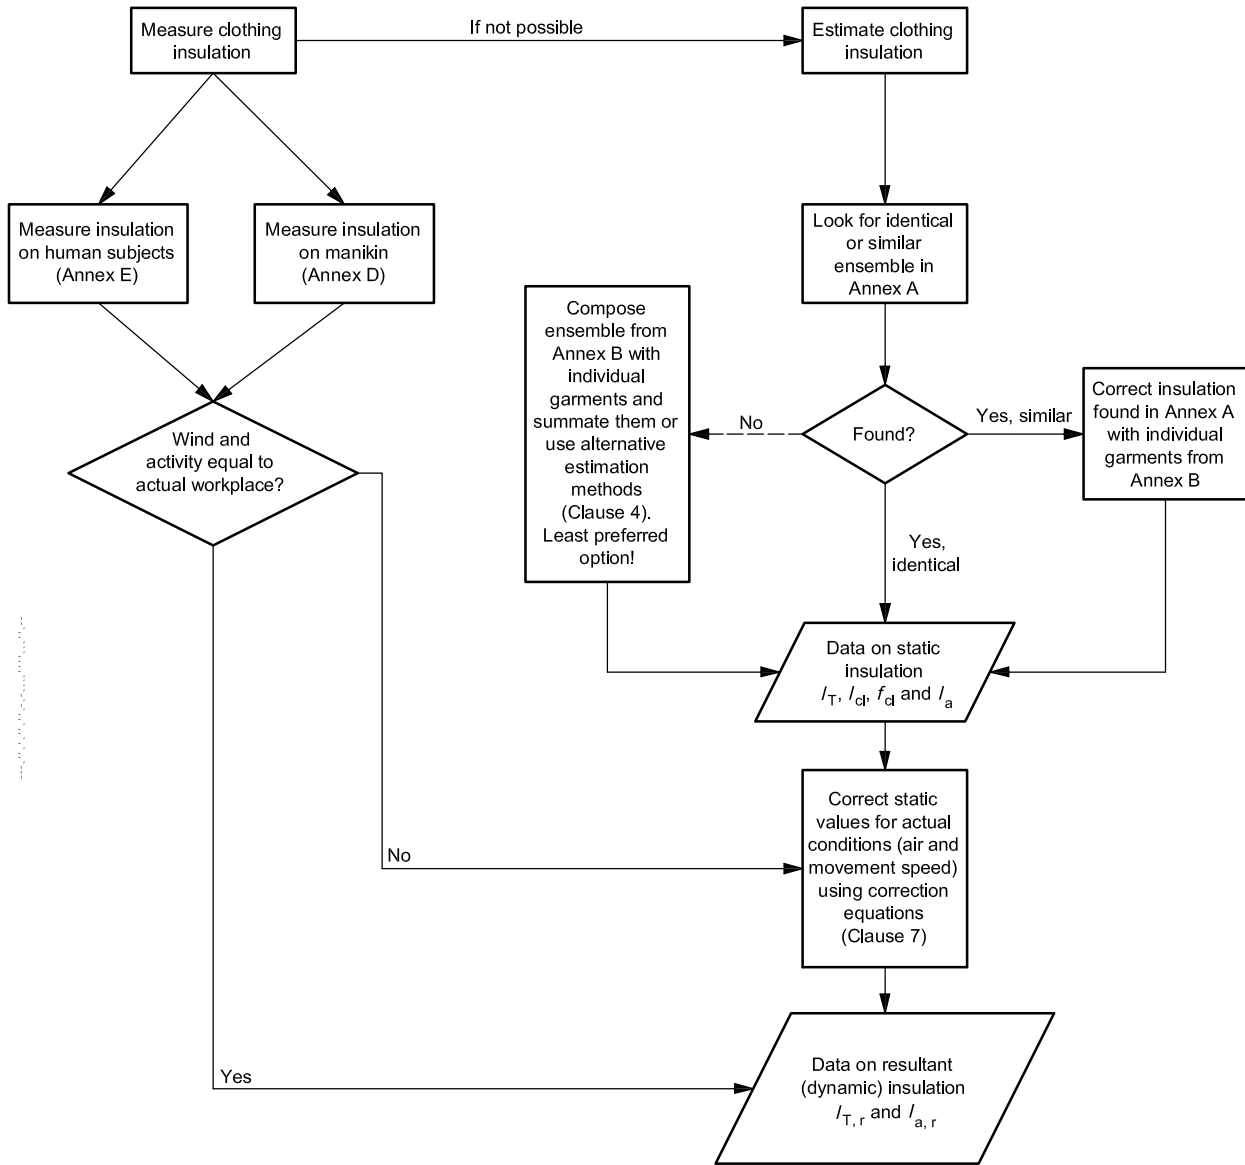 Measure clothing
insulation
If not possible
Estimate clothing
insulation
Measure insulation
on human subjects
(Annex E)
Measure insulation
on manikin
(Annex D)
Look for identical
or similar
ensemble in
Annex A
Compose
ensemble from
Annex B with
individual
garments and
summate them or
use alternative
estimation
methods
(Clause 4).
Least preferred
option!
No
Found?
Yes, similar
Correct insulation
found in Annex A
with individual
garments from
Annex B
Wind and
activity equal to
actual workplace?
Yes,
identical
Data on static
insulation
I_T, I_cl, f_cl and I_a
No
Correct static
values for actual
conditions (air and
movement speed)
using correction
equations
(Clause 7)
Yes
Data on resultant
(dynamic) insulation
I_T, r and I_a, r